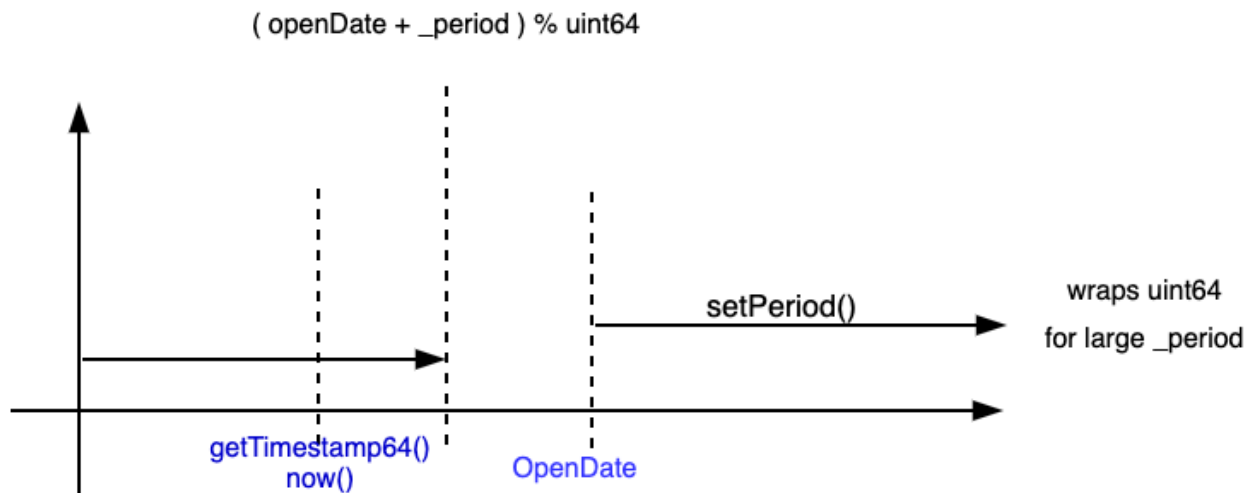 ( openDate + _period ) % uint64
setPeriod()
wraps uint64
for large _period
getTimestamp64()
now()
OpenDate